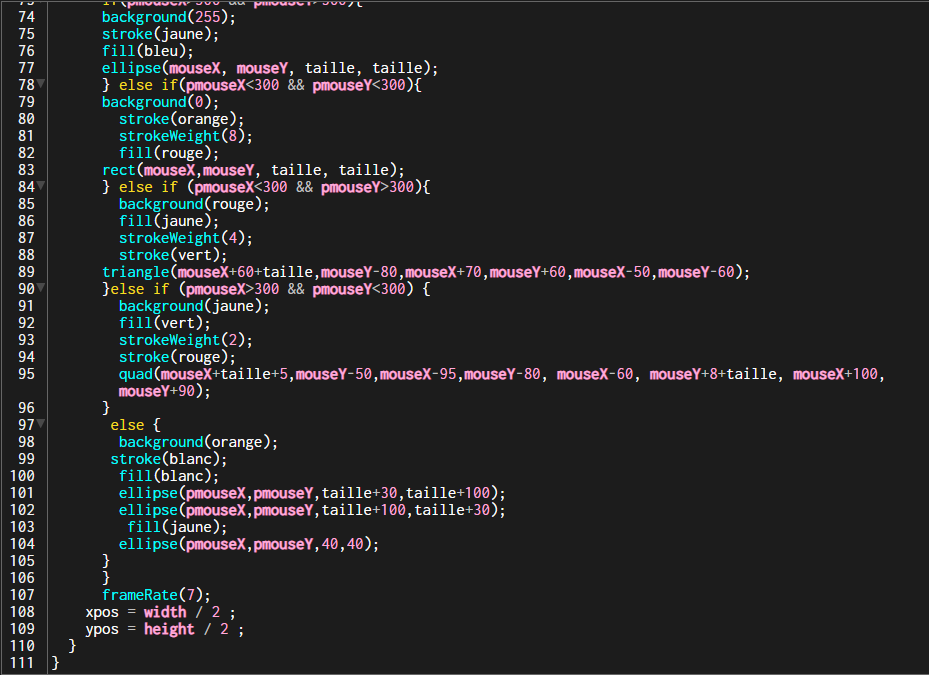 73 if(pmouseX>300 && pmouseY>300){
74 background(255);
75 stroke(jaune);
76 fill(bleu);
77 ellipse(mouseX, mouseY, taille, taille);
78 } else if(pmouseX<300 && pmouseY<300){
79 background(0);
80 stroke(orange);
81 strokeWeight(8);
82 fill(rouge);
83 rect(mouseX,mouseY, taille, taille);
84 } else if (pmouseX<300 && pmouseY>300){
85 background(rouge);
86 fill(jaune);
87 strokeWeight(4);
88 stroke(vert);
89 triangle(mouseX+60+taille,mouseY-80,mouseX+70,mouseY+60,mouseX-50,mouseY-60);
90 }else if (pmouseX>300 && pmouseY<300) {
91 background(jaune);
92 fill(vert);
93 strokeWeight(2);
94 stroke(rouge);
95 quad(mouseX+taille+5,mouseY-50,mouseX-95,mouseY-80, mouseX-60, mouseY+8+taille, mouseX+100,
mouseY+90);
96 }
97 else {
98 background(orange);
99 stroke(blanc);
100 fill(blanc);
101 ellipse(pmouseX,pmouseY,taille+30,taille+100);
102 ellipse(pmouseX,pmouseY,taille+100,taille+30);
103 fill(jaune);
104 ellipse(pmouseX,pmouseY,40,40);
105 }
106 }
107 frameRate(7);
108 xpos = width / 2 ;
109 ypos = height / 2 ;
110 }
111 }